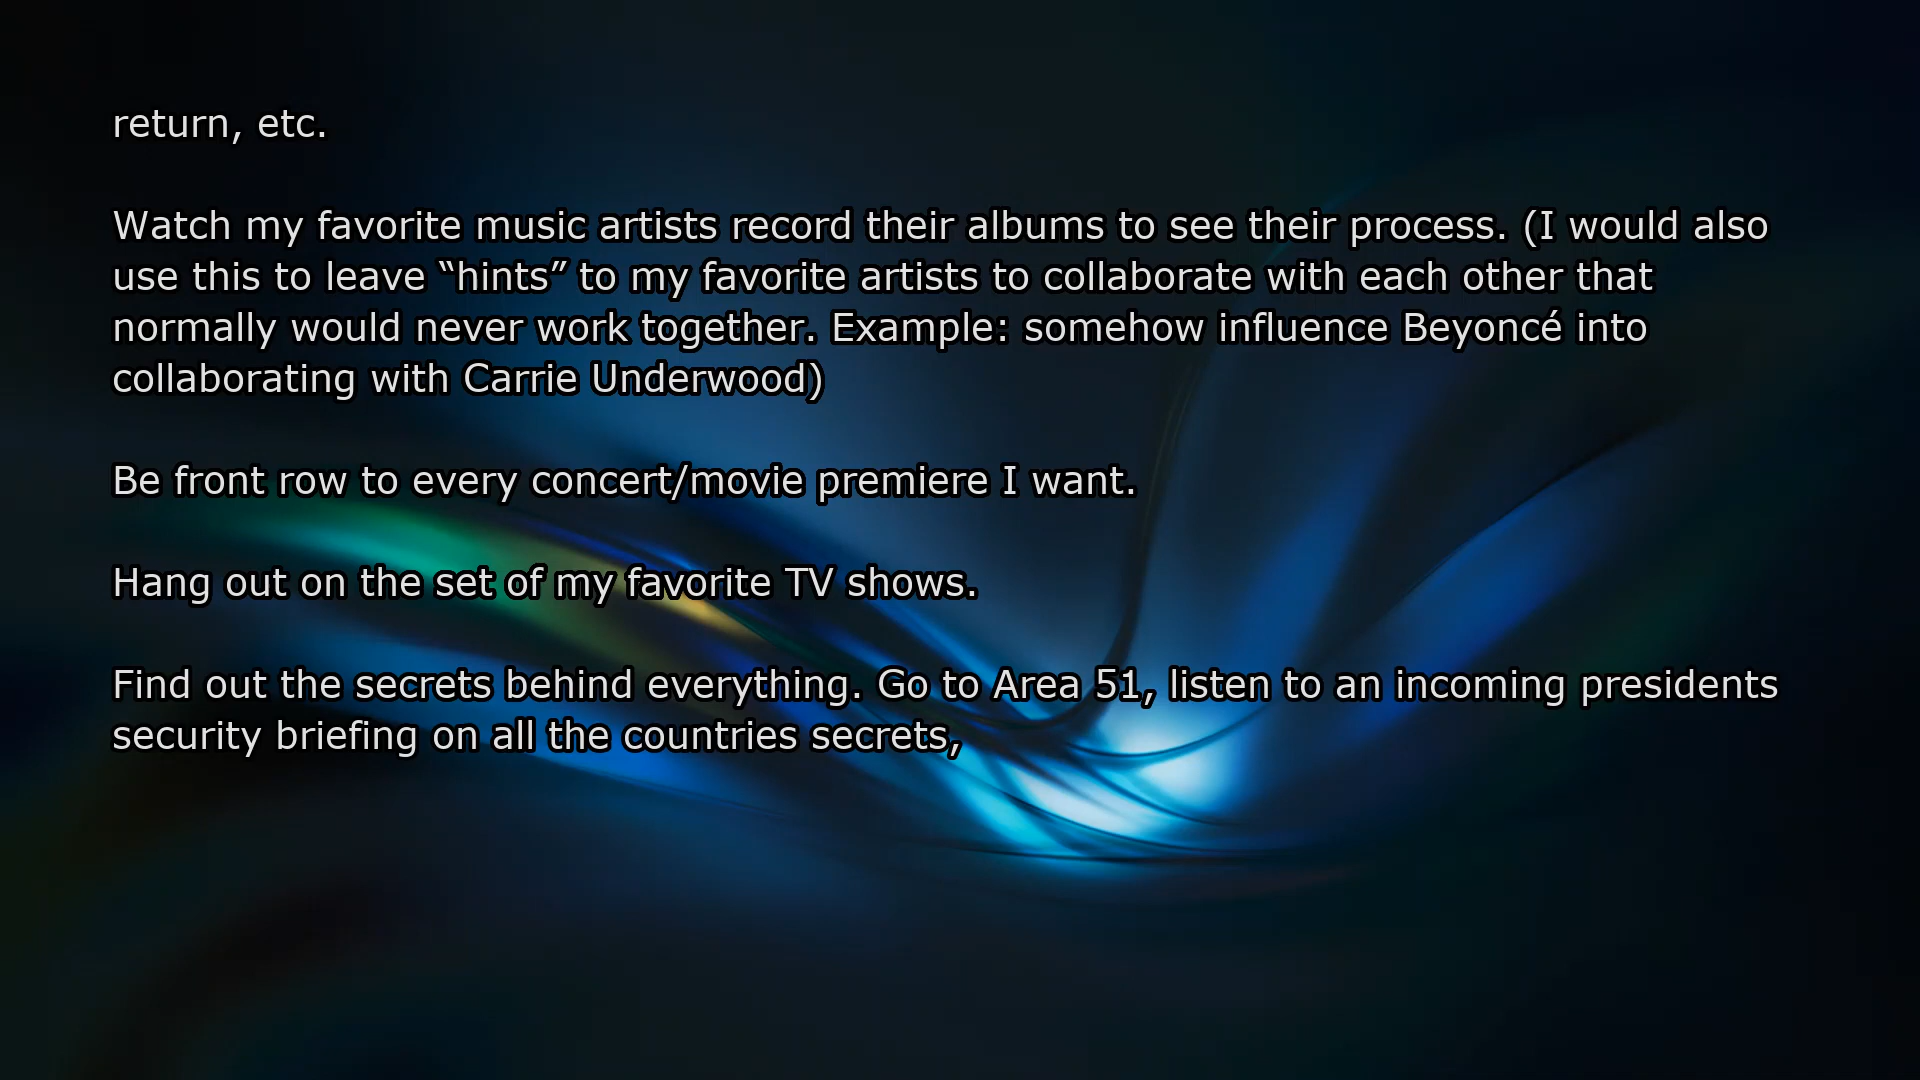 return, etc.
Watch my favorite music artists record their albums to see their process. (I would also
use this to leave “hints” to my favorite artists to collaborate with each other that
normally would never work together. Example: somehow influence Beyoncé into
collaborating with Carrie Underwood)
Be front row to every concert/movie premiere I want.
Hang out on the set of my favorite TV shows.
Find out the secrets behind everything. Go to Area 51, listen to an incoming presidents
security briefing on all the countries secrets,